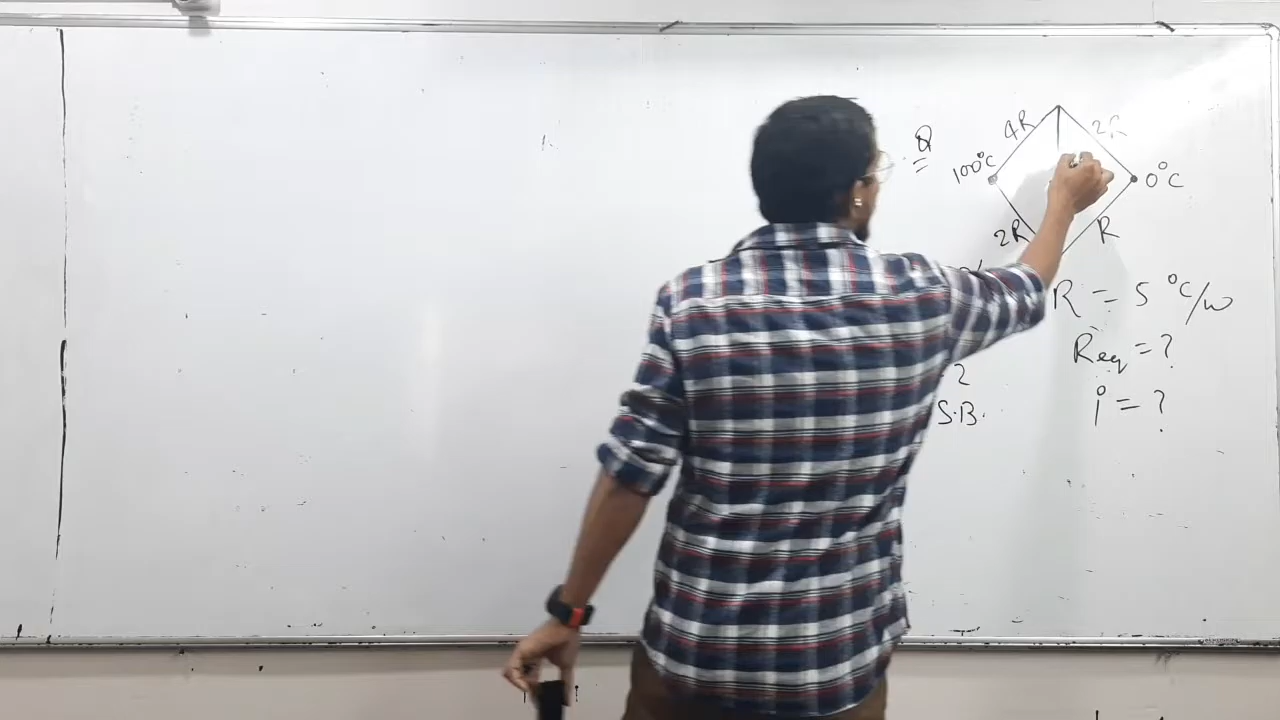 Q
4R 2R
100°C 0°C
2R R
R = 5 °C/W
Req = ?
2
i = ?
S.B.